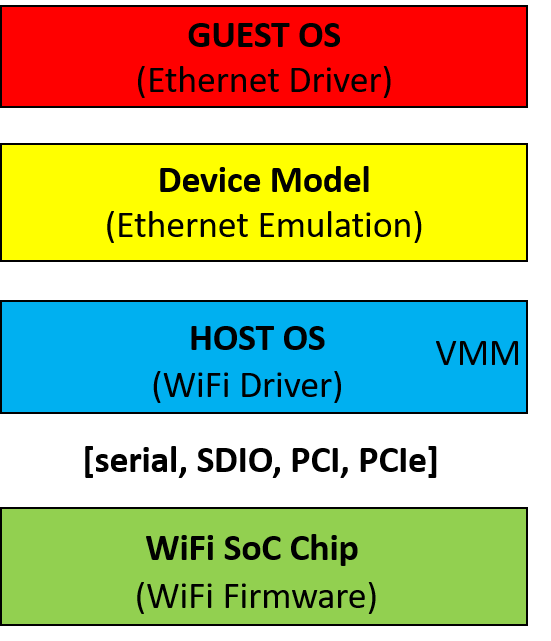 GUEST OS
(Ethernet Driver)
Device Model
(Ethernet Emulation)
HOST OS
VMM
(WiFi Driver)
[serial, SDIO, PCI, PCIe]
WiFi SoC Chip
(WiFi Firmware)